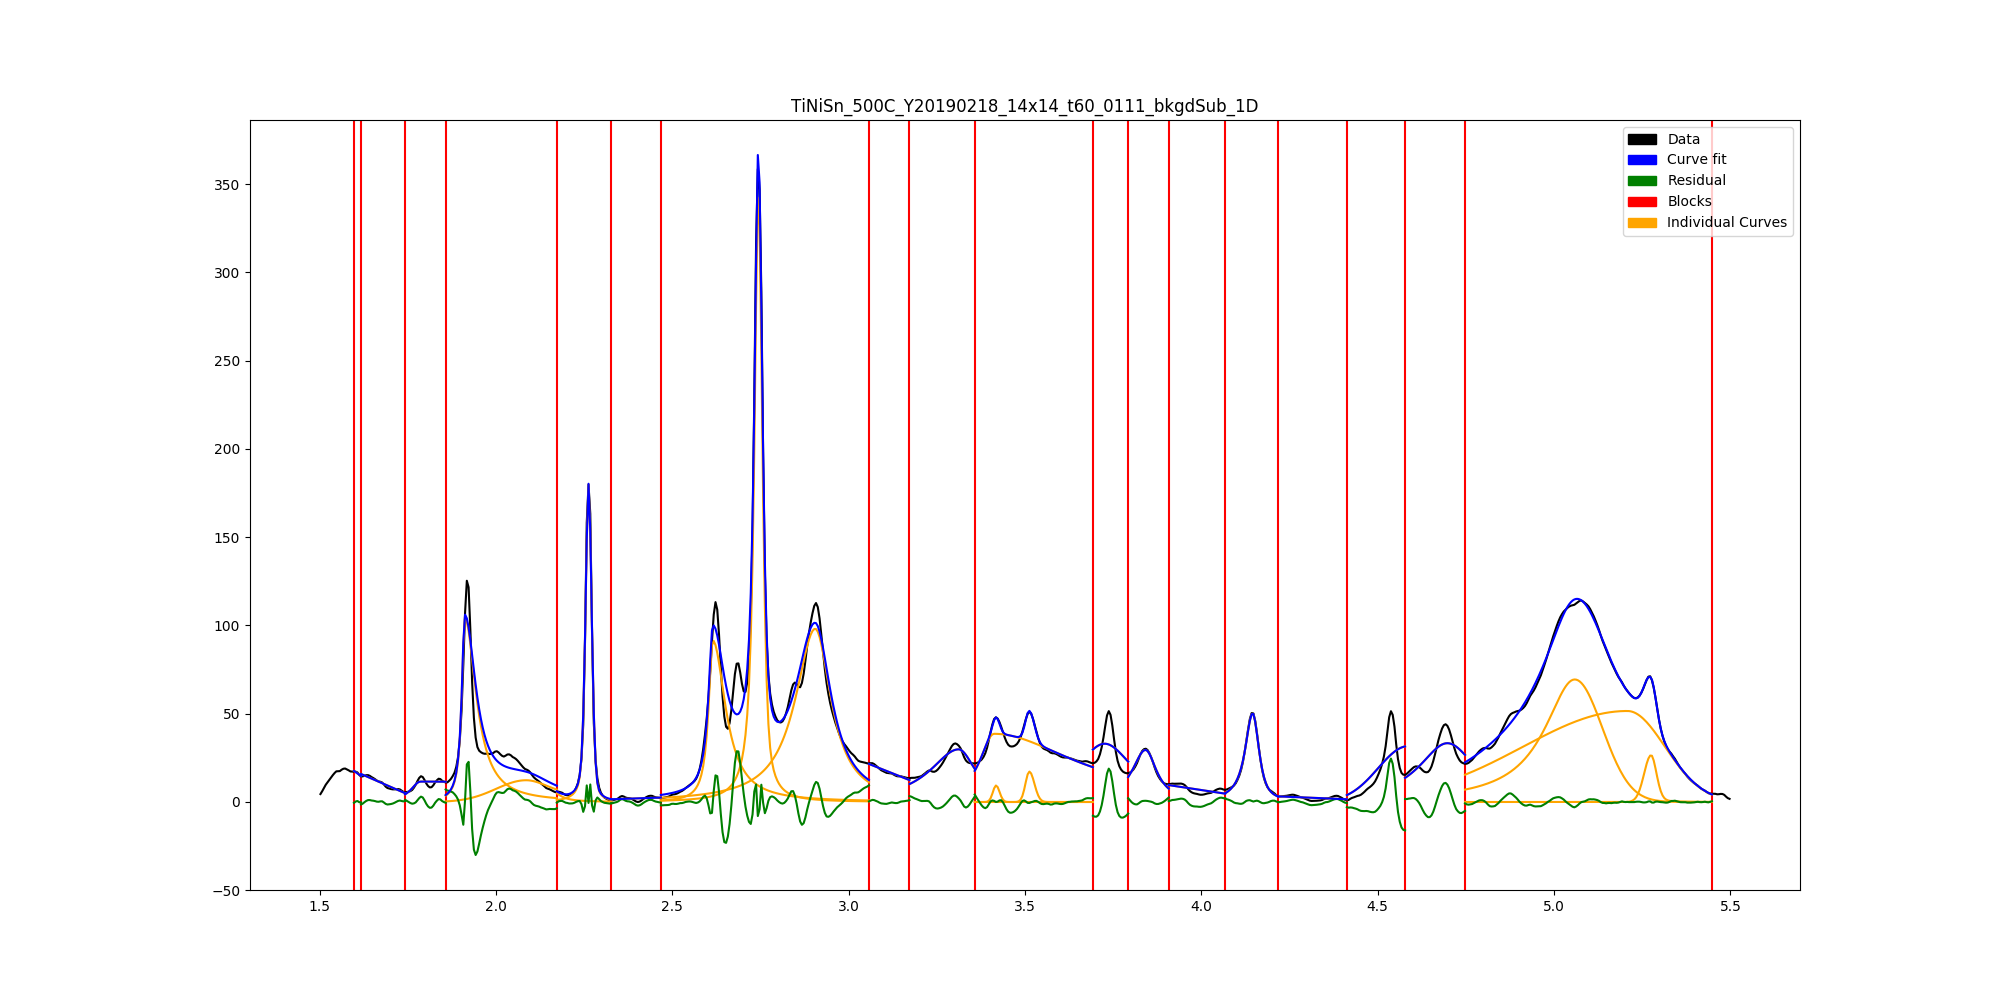 TiNiSn_500C_Y20190218_14x14_t60_0111_bkgdSub_1D
Data
Curve fit
Residual
Blocks
Individual Curves
350
300
250
200
150
100
50
0
−50
1.5 2.0 2.5 3.0 3.5 4.0 4.5 5.0 5.5